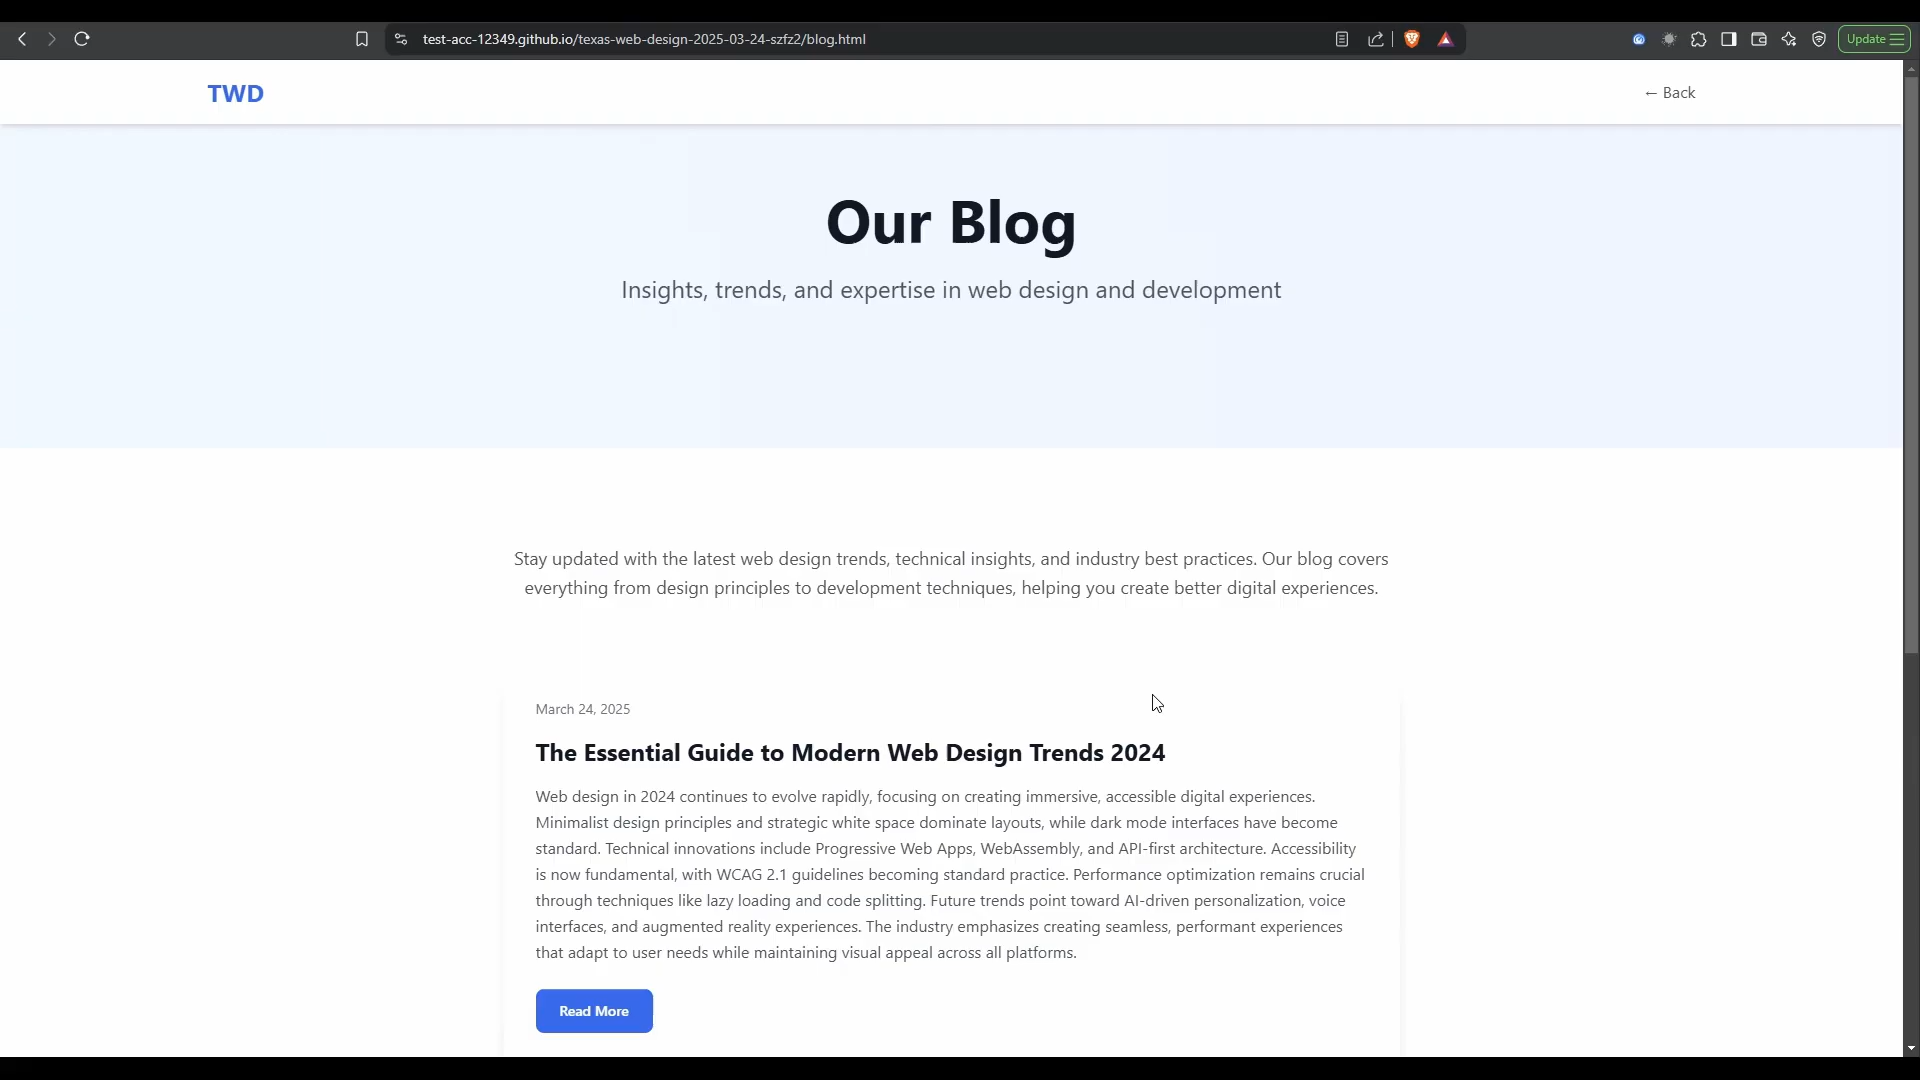 test-acc-12349.github.io/texas-web-design-2025-03-24-szfz2/blog.html
Update
TWD
← Back
Our Blog
Insights, trends, and expertise in web design and development
Stay updated with the latest web design trends, technical insights, and industry best practices. Our blog covers
everything from design principles to development techniques, helping you create better digital experiences.
March 24, 2025
The Essential Guide to Modern Web Design Trends 2024
Web design in 2024 continues to evolve rapidly, focusing on creating immersive, accessible digital experiences.
Minimalist design principles and strategic white space dominate layouts, while dark mode interfaces have become
standard. Technical innovations include Progressive Web Apps, WebAssembly, and API-first architecture. Accessibility
is now fundamental, with WCAG 2.1 guidelines becoming standard practice. Performance optimization remains crucial
through techniques like lazy loading and code splitting. Future trends point toward AI-driven personalization, voice
interfaces, and augmented reality experiences. The industry emphasizes creating seamless, performant experiences
that adapt to user needs while maintaining visual appeal across all platforms.
Read More